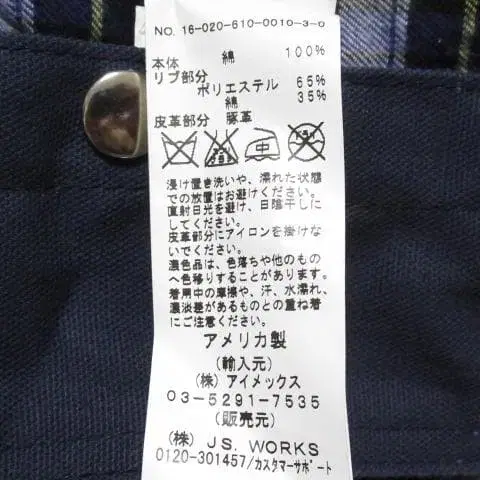 NO. 16-020-610-0010-3-0
本体 綿 100%
リブ部分
ポリエステル 65%
綿 35%
皮革部分 豚革
中
浸け置き洗いや、濡れた状態
での放置はお避けください。
直射日光を避け、日陰干しに
してください。
皮革部分にアイロンを掛けな
いでください。
濃色品は、色落ちや他のもの
へ色移りすることがあります。
着用中の摩擦や、汗、水濡れ、
濃淡差があるものとの重ね着
にご注意ください。
アメリカ製
(輸入元)
(株) アイメックス
03-5291-7535
(販売元)
(株) JS. WORKS
0120-301457/カスタマーサポート